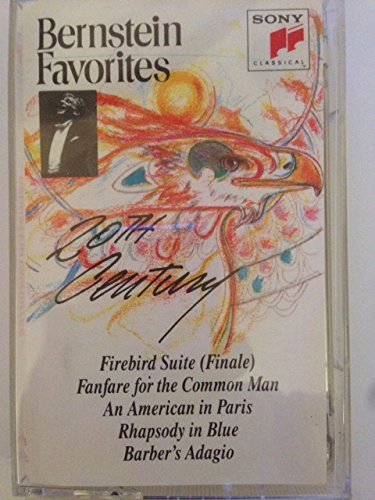 Bernstein
Favorites
SONY
CLASSICAL
20TH
Century
Firebird Suite (Finale)
Fanfare for the Common Man
An American in Paris
Rhapsody in Blue
Barber's Adagio